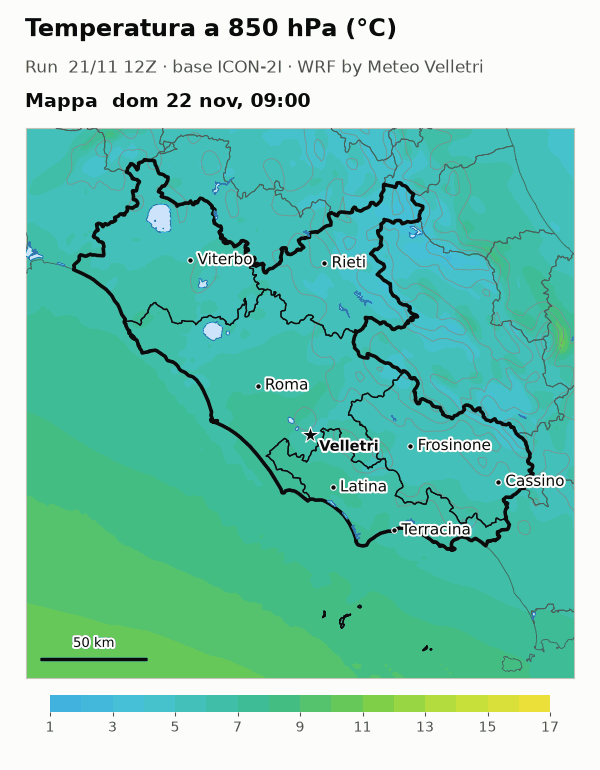 Temperatura a 850 hPa (°C)
Run  21/11 12Z · base ICON-2I · WRF by Meteo Velletri
Mappa  dom 22 nov, 09:00
Viterbo
Rieti
Roma
Velletri
Frosinone
Cassino
Latina
Terracina
50 km
1 3 5 7 9 11 13 15 17